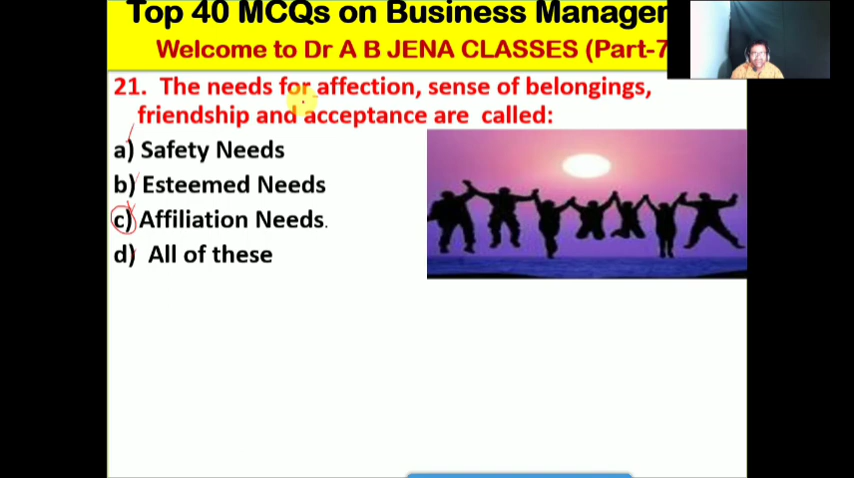 Top 40 MCQs on Business Manager
Welcome to Dr A B JENA CLASSES (Part-7
21. The needs for affection, sense of belongings,
friendship and acceptance are called:
a) Safety Needs
b) Esteemed Needs
c) Affiliation Needs.
d) All of these